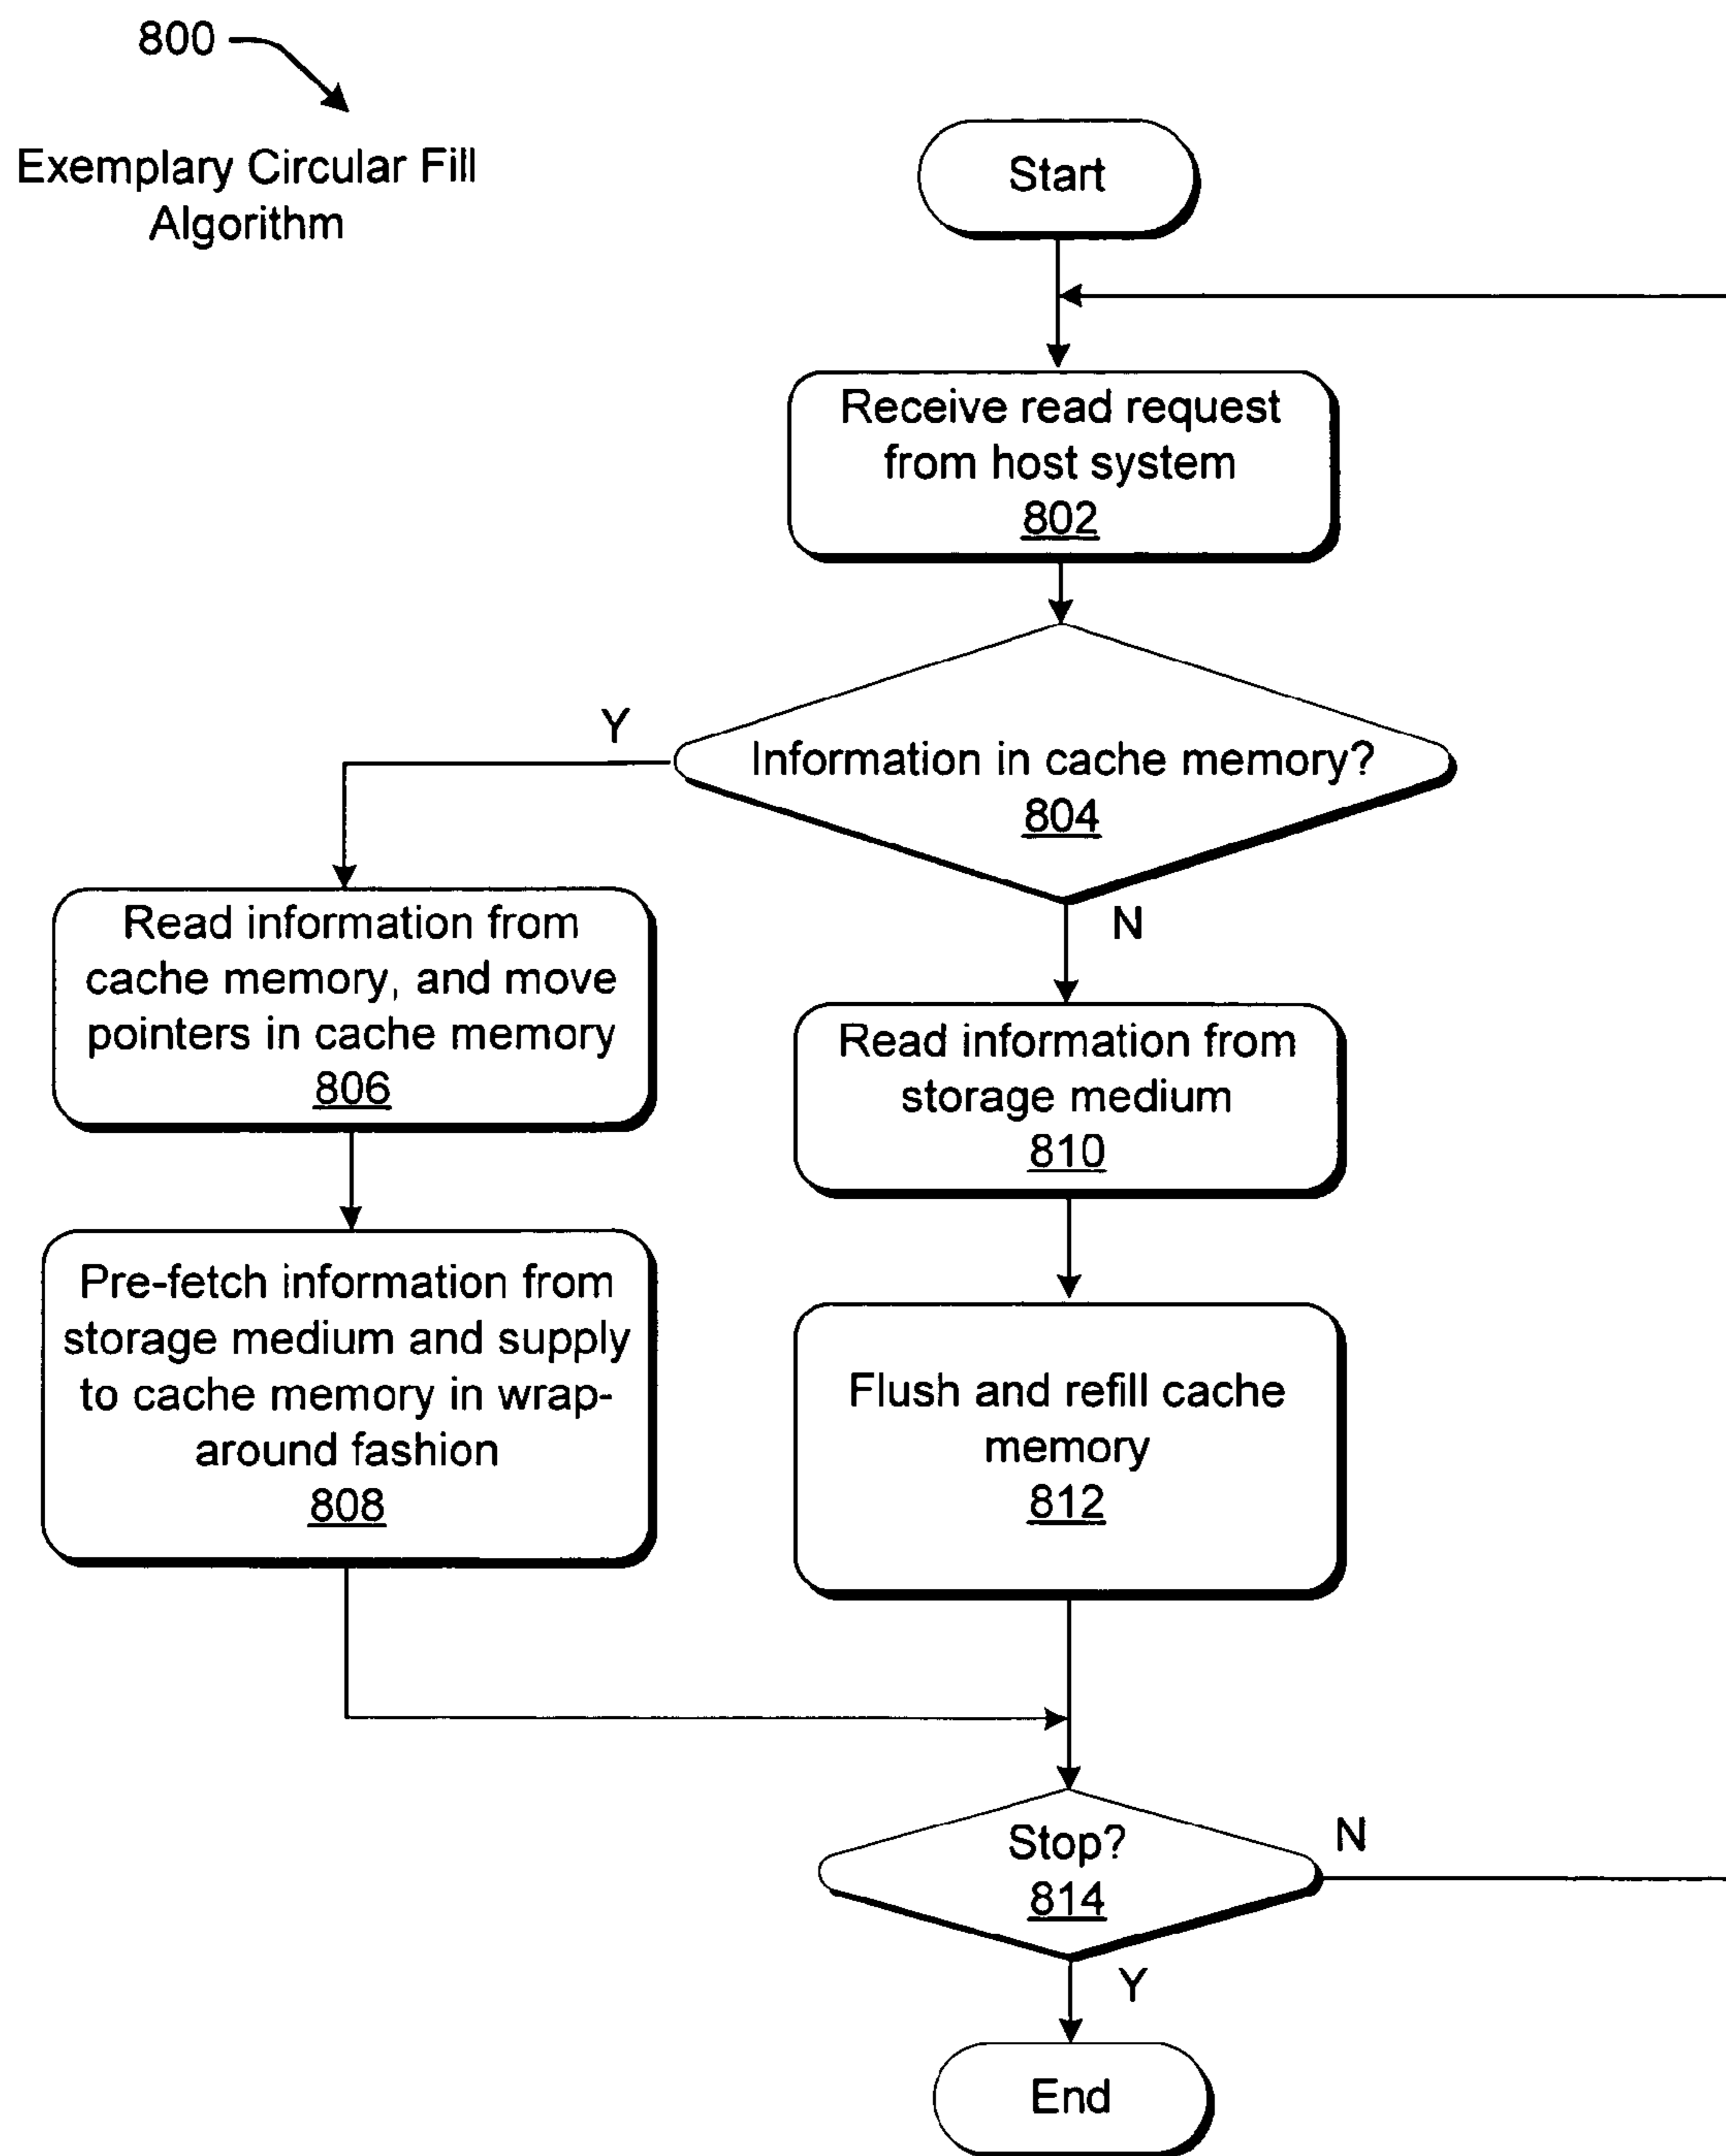 800
Exemplary Circular Fill
Algorithm
Start
Receive read request
from host system
802
Information in cache memory?
804
Y
N
Read information from
cache memory, and move
pointers in cache memory
806
Read information from
storage medium
810
Pre-fetch information from
storage medium and supply
to cache memory in wrap-
around fashion
808
Flush and refill cache
memory
812
Stop?
814
N
Y
End